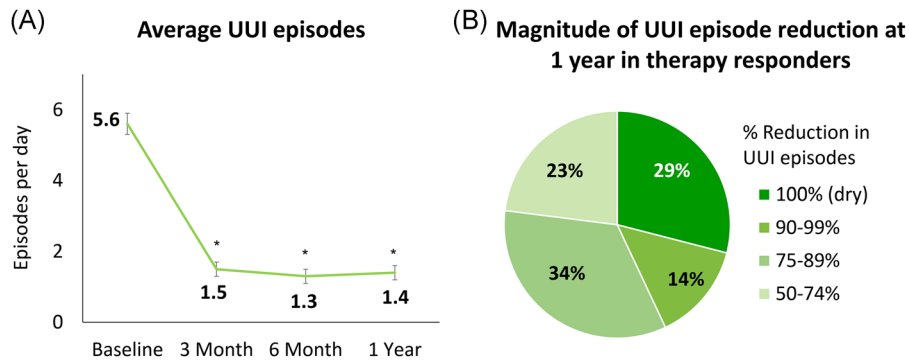 (A)
Average UUI episodes
Episodes per day
6
4
2
0
5.6
*
1.5
*
1.3
*
1.4
Baseline
3 Month
6 Month
1 Year
(B)
Magnitude of UUI episode reduction at
1 year in therapy responders
23%
29%
34%
14%
% Reduction in
UUI episodes
100% (dry)
90-99%
75-89%
50-74%